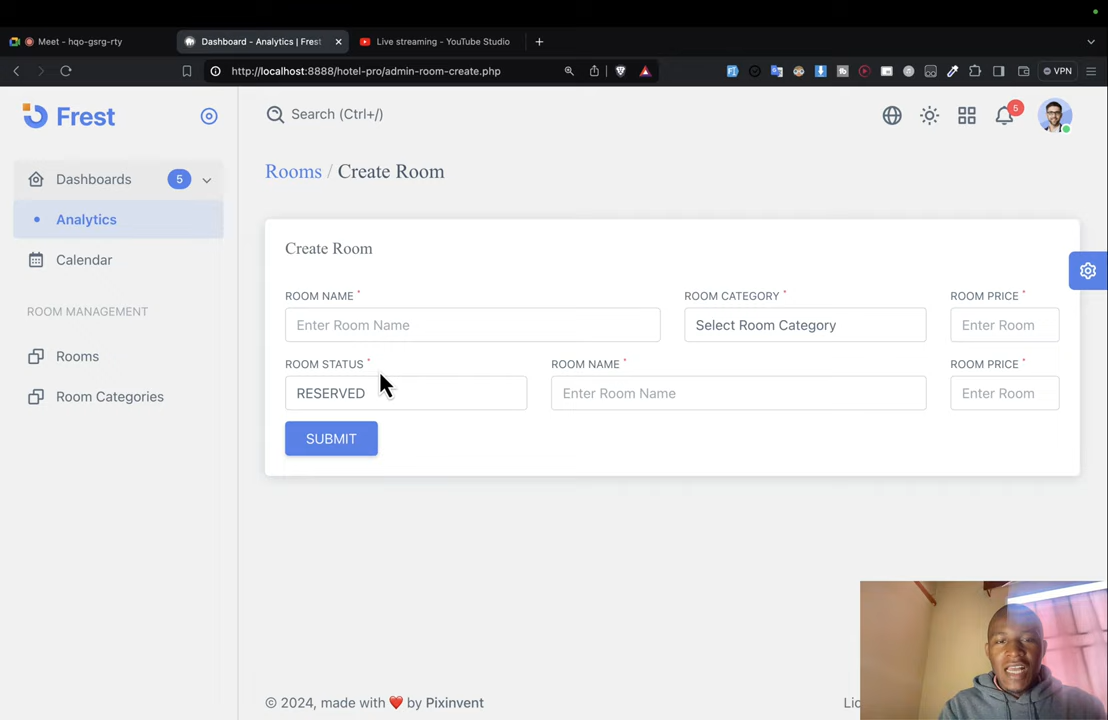 Meet - hqo-gsrg-rty
Dashboard - Analytics | Frest
Live streaming - YouTube Studio
http://localhost:8888/hotel-pro/admin-room-create.php
VPN
Frest
Search (Ctrl+/)
5
Dashboards 5
Rooms / Create Room
Analytics
Calendar
Create Room
ROOM MANAGEMENT
ROOM NAME *
ROOM CATEGORY *
ROOM PRICE *
Enter Room Name
Select Room Category
Enter Room
Rooms
ROOM STATUS *
ROOM NAME *
ROOM PRICE *
RESERVED
Enter Room Name
Enter Room
Room Categories
SUBMIT
© 2024, made with ❤️ by Pixinvent